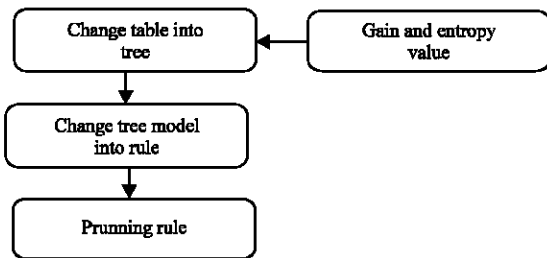 Change table into
tree
Gain and entropy
value
Change tree model
into rule
Prunning rule